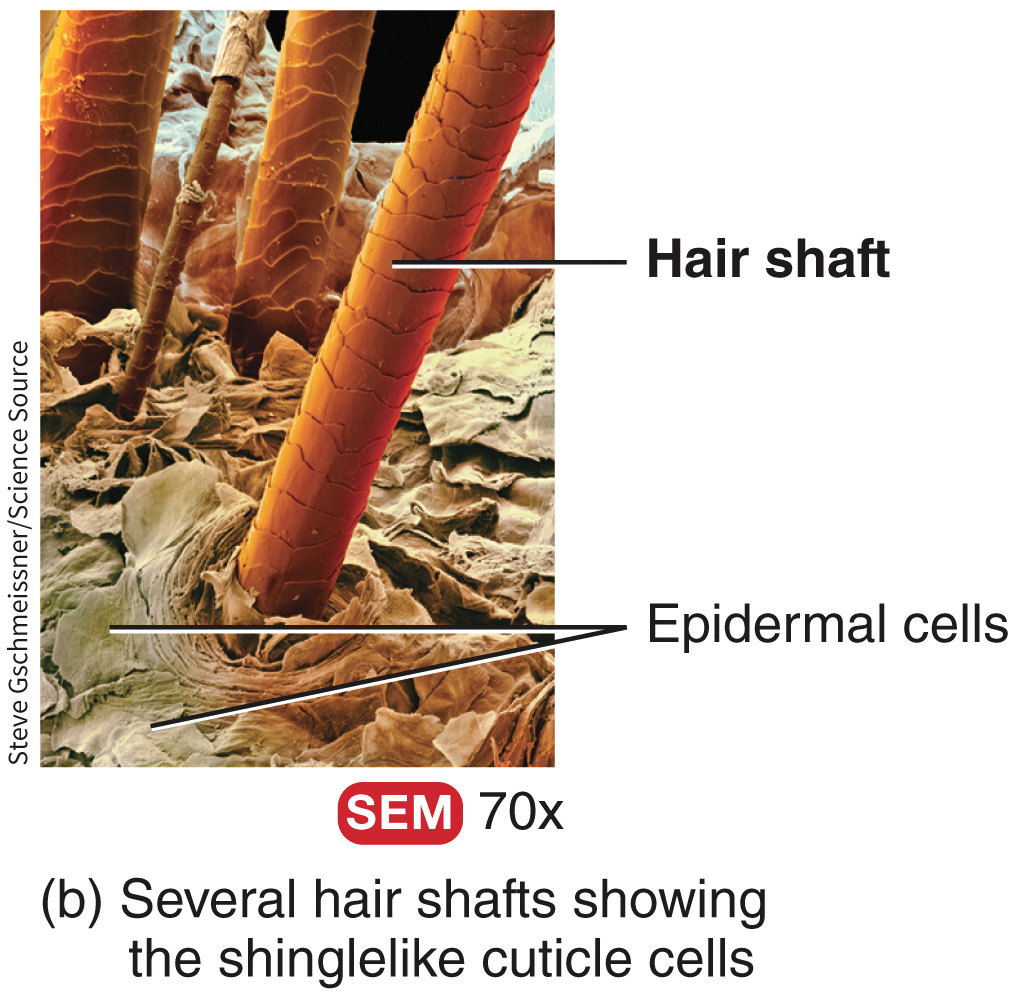 Steve Gschmeissner/Science Source
Hair shaft
Epidermal cells
SEM 70x
(b) Several hair shafts showing
the shinglelike cuticle cells